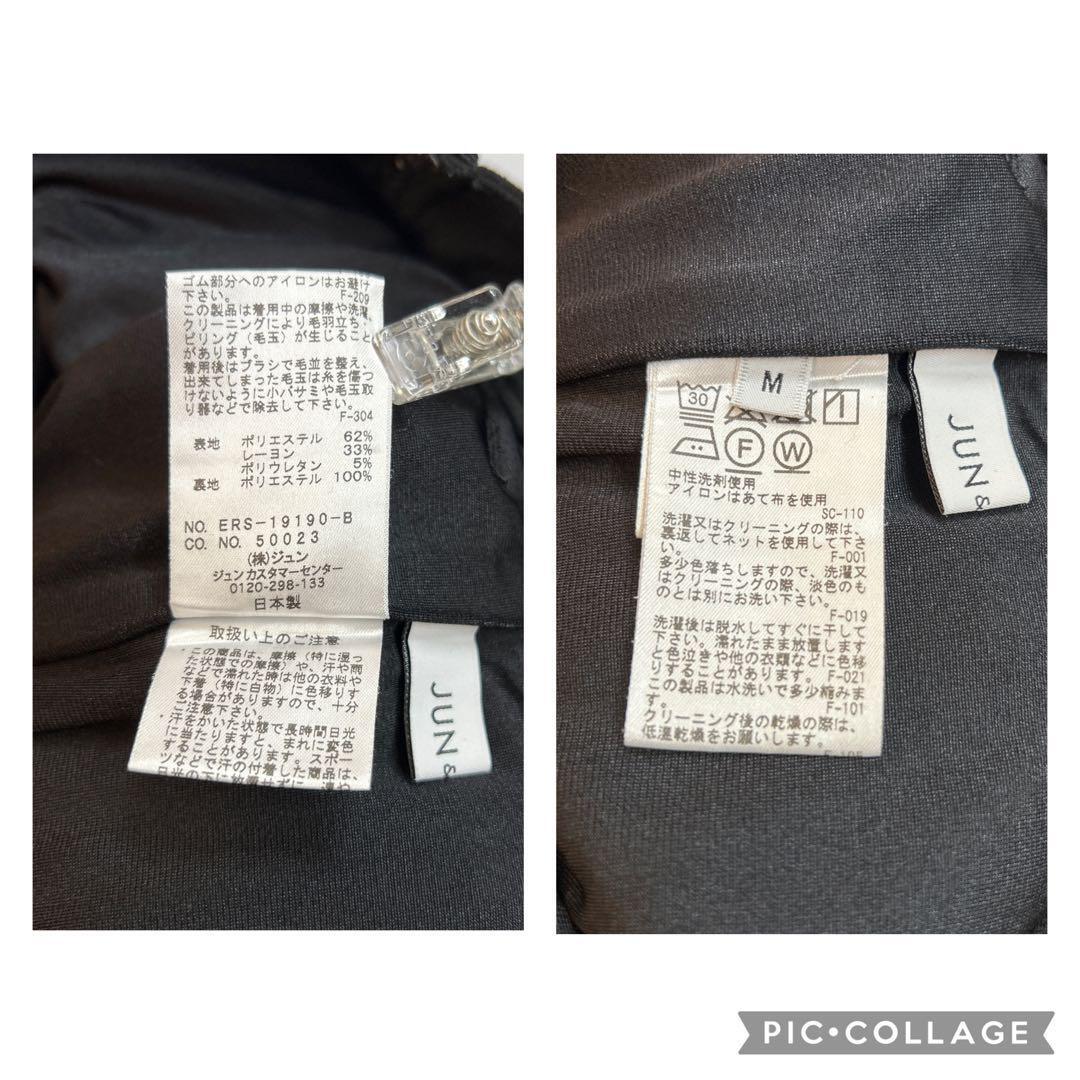 ゴム部分へのアイロンはお避け
下さい。
F-209
この製品は着用中の摩擦や洗濯、
クリーニングにより毛羽立ち・
ピリング（毛玉）が生じること
があります。
着用後はブラシで毛並を整え、
出来てしまった毛玉は糸を傷つ
けないように小バサミや毛玉取
り器などで除去して下さい。
F-304
表地 ポリエステル 62%
レーヨン 33%
ポリウレタン 5%
裏地 ポリエステル 100%
NO. ERS-19190-B
CO. NO. 50023
(株)ジュン
ジュンカスタマーセンター
0120-298-133
日本製
取扱い上のご注意
この商品は、摩擦（特に湿っ
た状態での摩擦）や、汗や雨
などで濡れた時は他の衣料や
下着（特に白物）に色移りす
る場合がありますので、十分
ご注意下さい。
汗をかいた状態で長時間日光
に当たりますと、まれに変色
することがあります。スポー
ツなどで汗の付着した商品は、
JUN &
30
M
F W
中性洗剤使用
アイロンはあて布を使用
SC-110
洗濯又はクリーニングの際は、
裏返してネットを使用して下さ
い。
F-001
多少色落ちしますので、洗濯又
はクリーニングの際、淡色のも
のとは別にお洗い下さい。
F-019
洗濯後は脱水してすぐに干して
下さい。濡れたまま放置します
と色泣きや他の衣類などに色移
りすることがあります。F-021
この製品は水洗いで多少縮みま
す。
F-101
クリーニング後の乾燥の際は、
低温乾燥をお願いします。
F-105
JUN &
PIC•COLLAGE